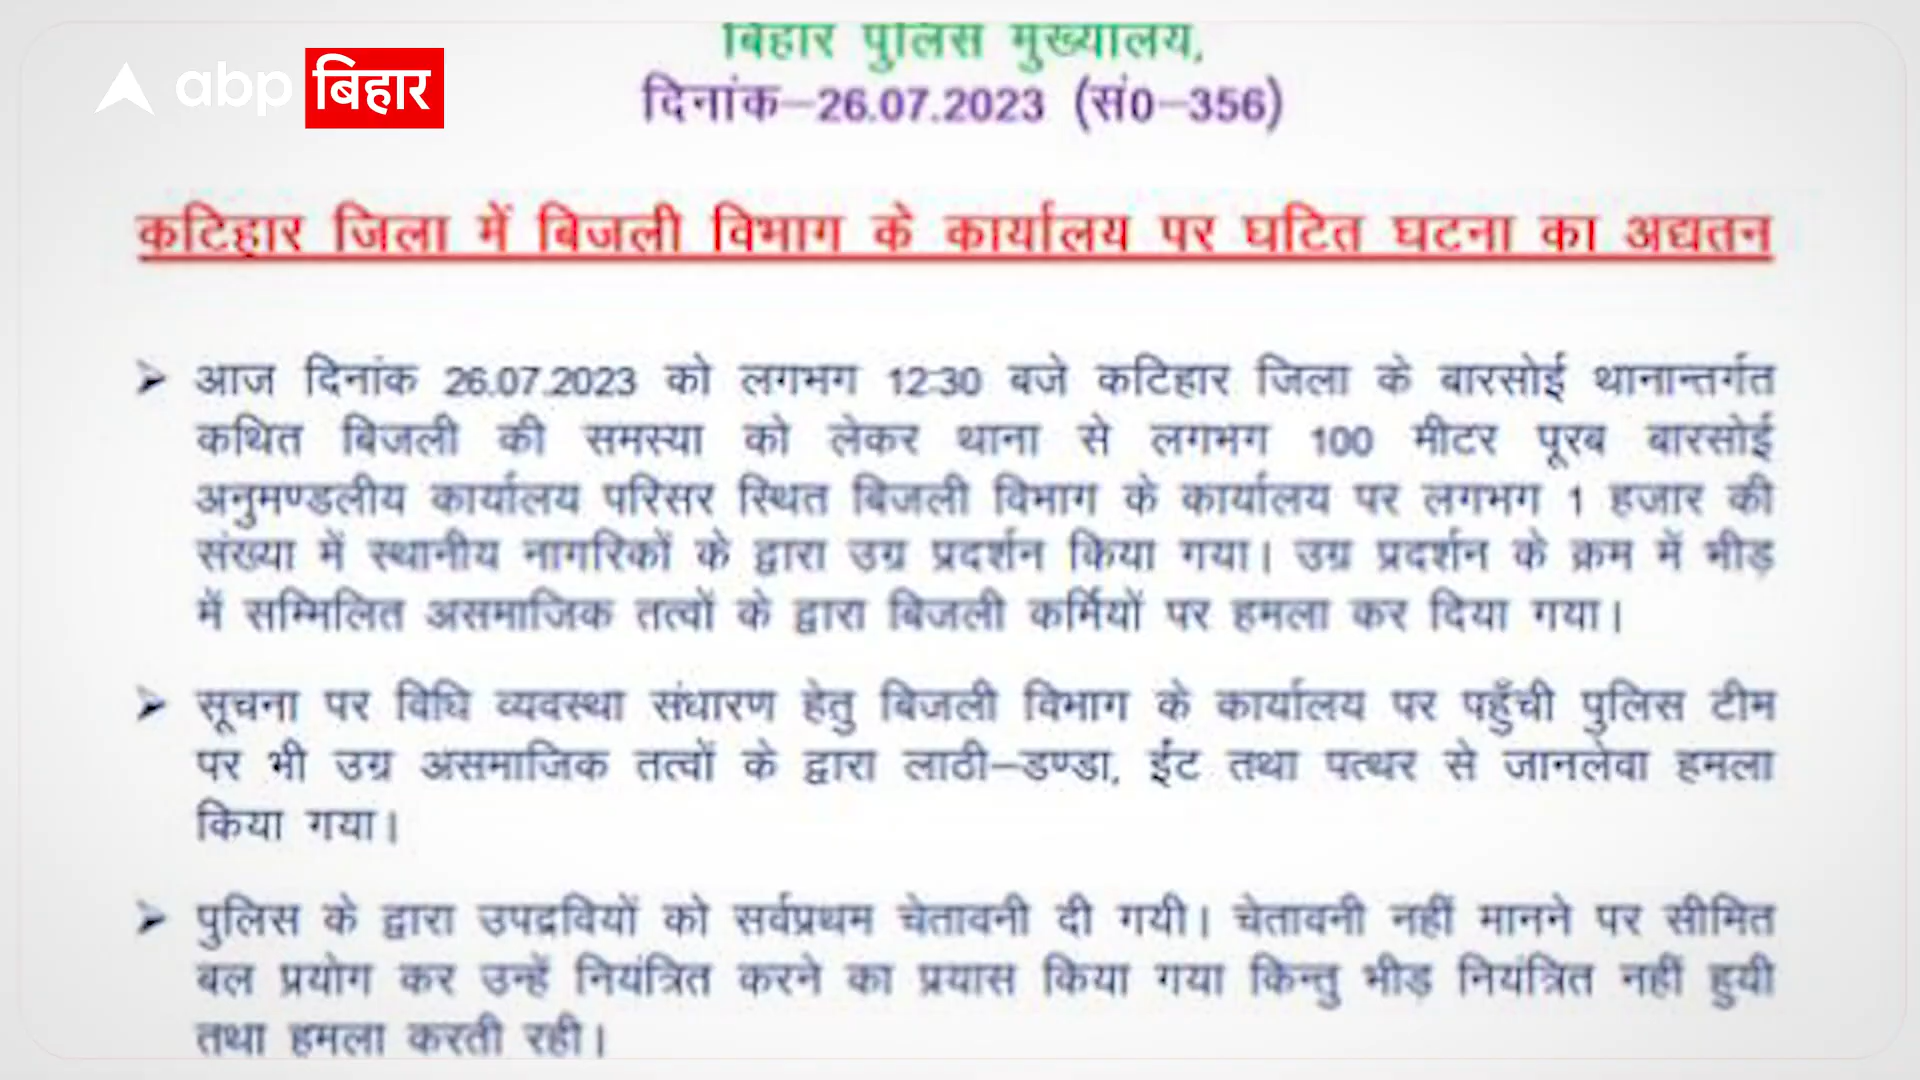 abp बिहार
बिहार पुलिस मुख्यालय,
दिनांक–26.07.2023 (सं0–356)
कटिहार जिला में बिजली विभाग के कार्यालय पर घटित घटना का अद्यतन
➢ आज दिनांक 26.07.2023 को लगभग 12:30 बजे कटिहार जिला के बारसोई थानान्तर्गत
कथित बिजली की समस्या को लेकर थाना से लगभग 100 मीटर पूरब बारसोई
अनुमण्डलीय कार्यालय परिसर स्थित बिजली विभाग के कार्यालय पर लगभग 1 हजार की
संख्या में स्थानीय नागरिकों के द्वारा उग्र प्रदर्शन किया गया। उग्र प्रदर्शन के क्रम में भीड़
में सम्मिलित असमाजिक तत्वों के द्वारा बिजली कर्मियों पर हमला कर दिया गया।
➢ सूचना पर विधि व्यवस्था संधारण हेतु बिजली विभाग के कार्यालय पर पहुँची पुलिस टीम
पर भी उग्र असमाजिक तत्वों के द्वारा लाठी–डण्डा, ईंट तथा पत्थर से जानलेवा हमला
किया गया।
➢ पुलिस के द्वारा उपद्रवियों को सर्वप्रथम चेतावनी दी गयी। चेतावनी नहीं मानने पर सीमित
बल प्रयोग कर उन्हें नियंत्रित करने का प्रयास किया गया किन्तु भीड़ नियंत्रित नहीं हुयी
तथा हमला करती रही।